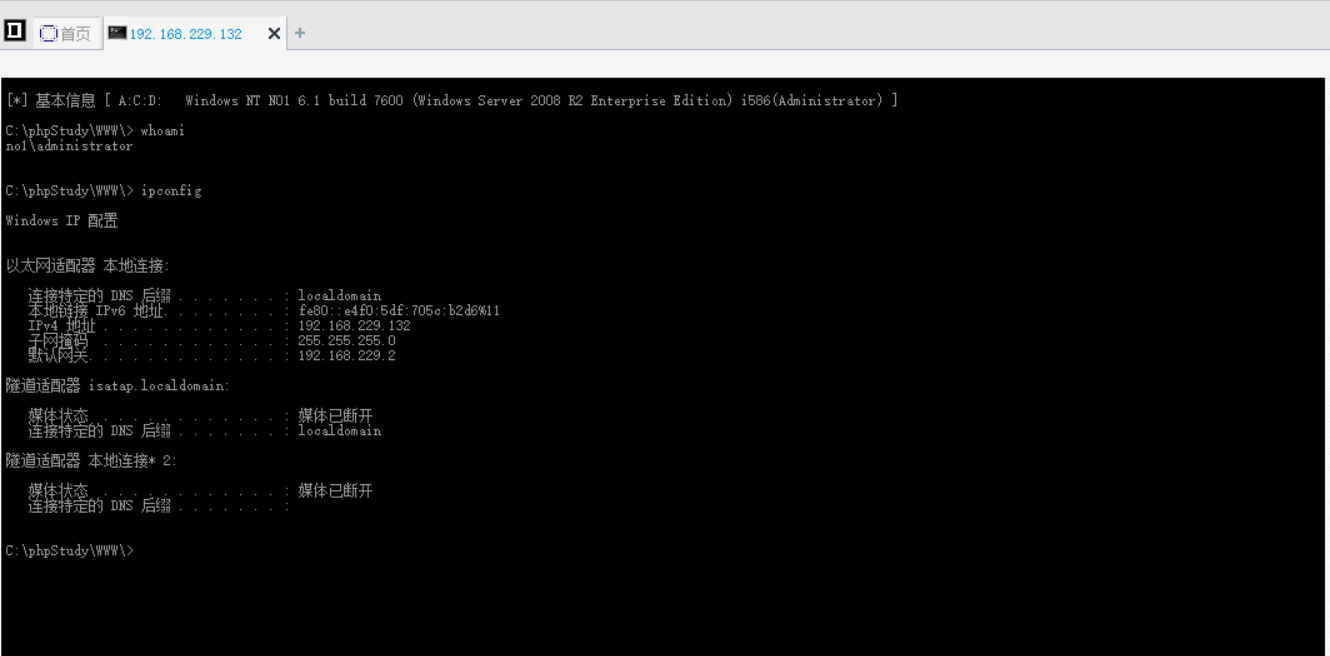 首页 192.168.229.132
[*] 基本信息 [ A:C:D: Windows NT NO1 6.1 build 7600 (Windows Server 2008 R2 Enterprise Edition) i586(Administrator) ]
C:\phpStudy\WWW\> whoami
no1\administrator
C:\phpStudy\WWW\> ipconfig
Windows IP 配置
以太网适配器 本地连接:
连接特定的 DNS 后缀 . . . . . . . : localdomain
本地链接 IPv6 地址. . . . . . . . : fe80::e4f0:5df:705c:b2d6%11
IPv4 地址 . . . . . . . . . . . . : 192.168.229.132
子网掩码 . . . . . . . . . . . . : 255.255.255.0
默认网关. . . . . . . . . . . . . : 192.168.229.2
隧道适配器 isatap.localdomain:
媒体状态 . . . . . . . . . . . . : 媒体已断开
连接特定的 DNS 后缀 . . . . . . . : localdomain
隧道适配器 本地连接* 2:
媒体状态 . . . . . . . . . . . . : 媒体已断开
连接特定的 DNS 后缀 . . . . . . . :
C:\phpStudy\WWW\>